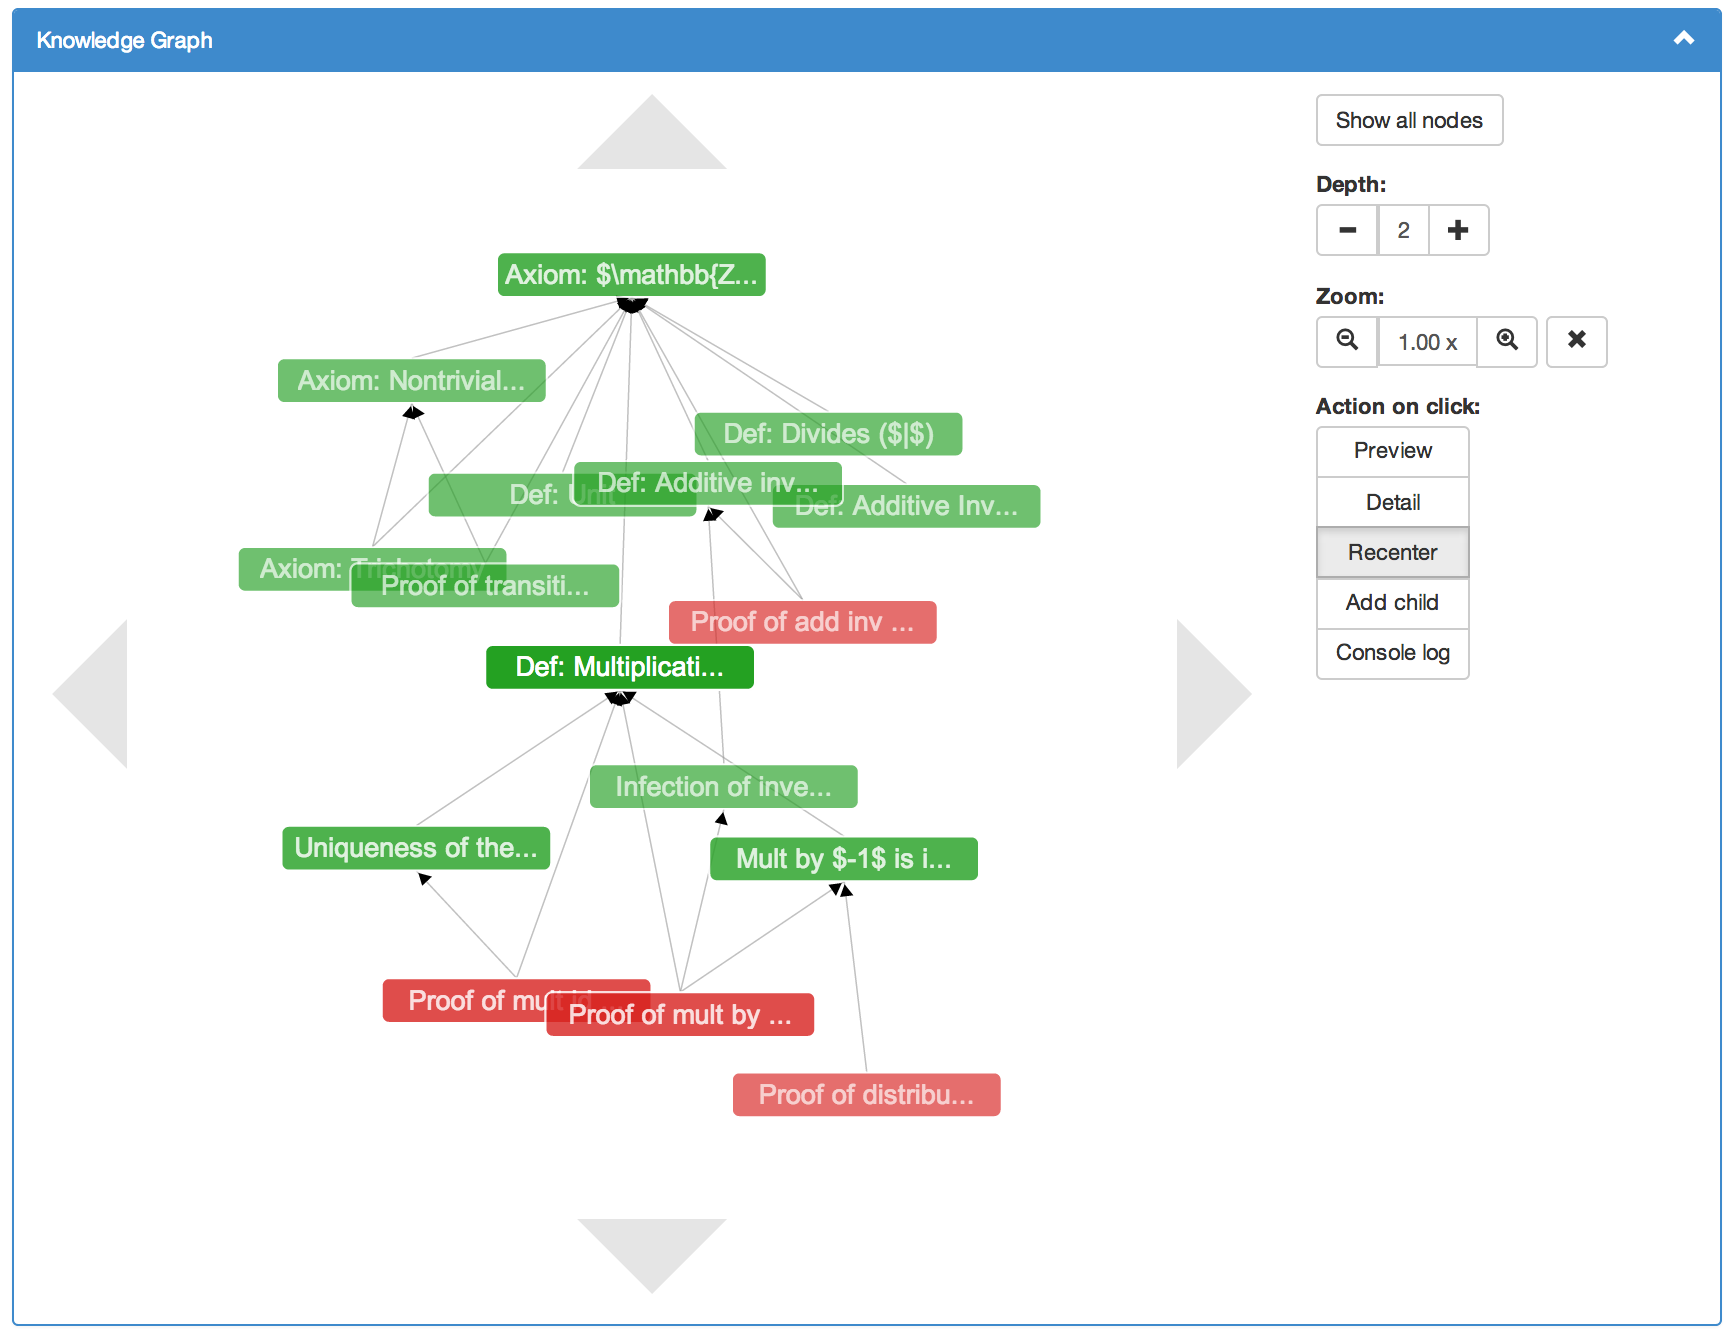 Knowledge Graph
Show all nodes
Depth:
2
Zoom:
1.00 x
Action on click:
Preview
Detail
Recenter
Add child
Console log
Axiom: $\mathbb{Z...
Axiom: Nontrivial...
Def: Divides ($|$)
Def: Unit
Def: Additive inv...
Def: Additive Inv...
Axiom: Trichotomy
Proof of transiti...
Proof of add inv ...
Def: Multiplicati...
Infection of inve...
Uniqueness of the...
Mult by $-1$ is i...
Proof of mult id ...
Proof of mult by ...
Proof of distribu...